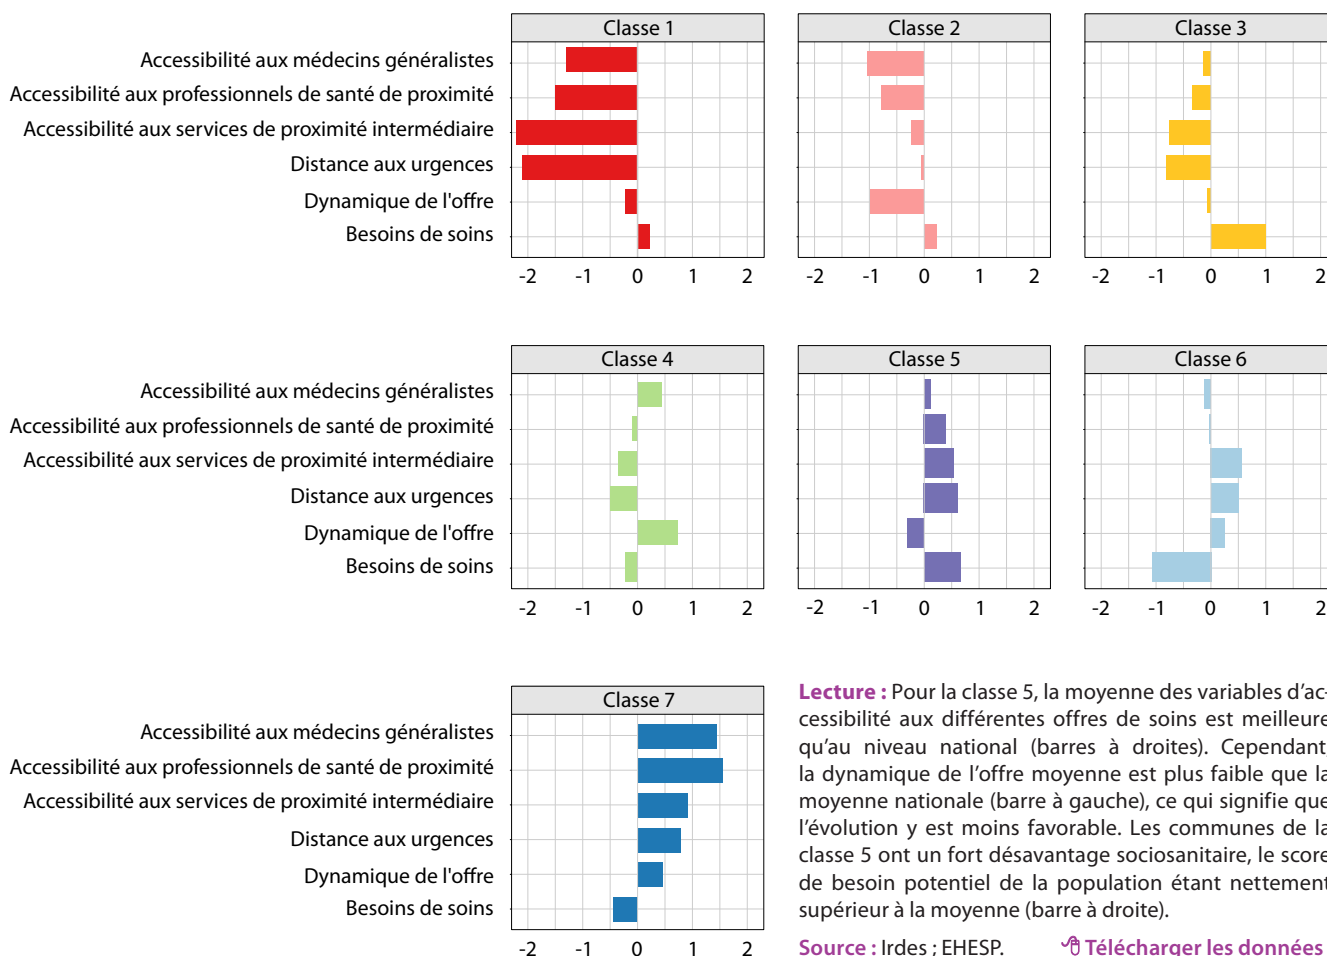 Classe 1
Classe 2
Classe 3
Accessibilité aux médecins généralistes
Accessibilité aux professionnels de santé de proximité
Accessibilité aux services de proximité intermédiaire
Distance aux urgences
Dynamique de l'offre
Besoins de soins
-2 -1 0 1 2
-2 -1 0 1 2
-2 -1 0 1 2
Classe 4
Classe 5
Classe 6
Accessibilité aux médecins généralistes
Accessibilité aux professionnels de santé de proximité
Accessibilité aux services de proximité intermédiaire
Distance aux urgences
Dynamique de l'offre
Besoins de soins
-2 -1 0 1 2
-2 -1 0 1 2
-2 -1 0 1 2
Classe 7
Accessibilité aux médecins généralistes
Accessibilité aux professionnels de santé de proximité
Accessibilité aux services de proximité intermédiaire
Distance aux urgences
Dynamique de l'offre
Besoins de soins
-2 -1 0 1 2
Lecture : Pour la classe 5, la moyenne des variables d’ac-
cessibilité aux différentes offres de soins est meilleure
qu’au niveau national (barres à droites). Cependant
la dynamique de l’offre moyenne est plus faible que la
moyenne nationale (barre à gauche), ce qui signifie que
l’évolution y est moins favorable. Les communes de la
classe 5 ont un fort désavantage sociosanitaire, le score
de besoin potentiel de la population étant nettement
supérieur à la moyenne (barre à droite).
Source : Irdes ; EHESP.
Télécharger les données